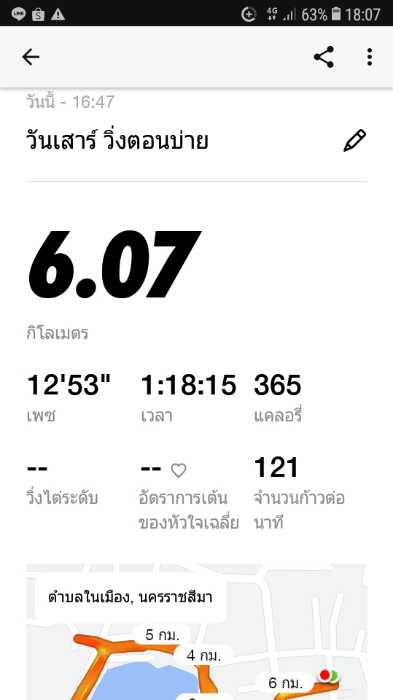 4G 63% 18:07
วันนี้ - 16:47
วันเสาร์ วิ่งตอนบ่าย
6.07
กิโลเมตร
12'53" 1:18:15 365
เพซ เวลา แคลอรี่
-- -- 121
วิ่งไต่ระดับ อัตราการเต้น จำนวนก้าวต่อ
ของหัวใจเฉลี่ย นาที
ตำบลในเมือง, นครราชสีมา
5 กม.
4 กม.
6 กม.